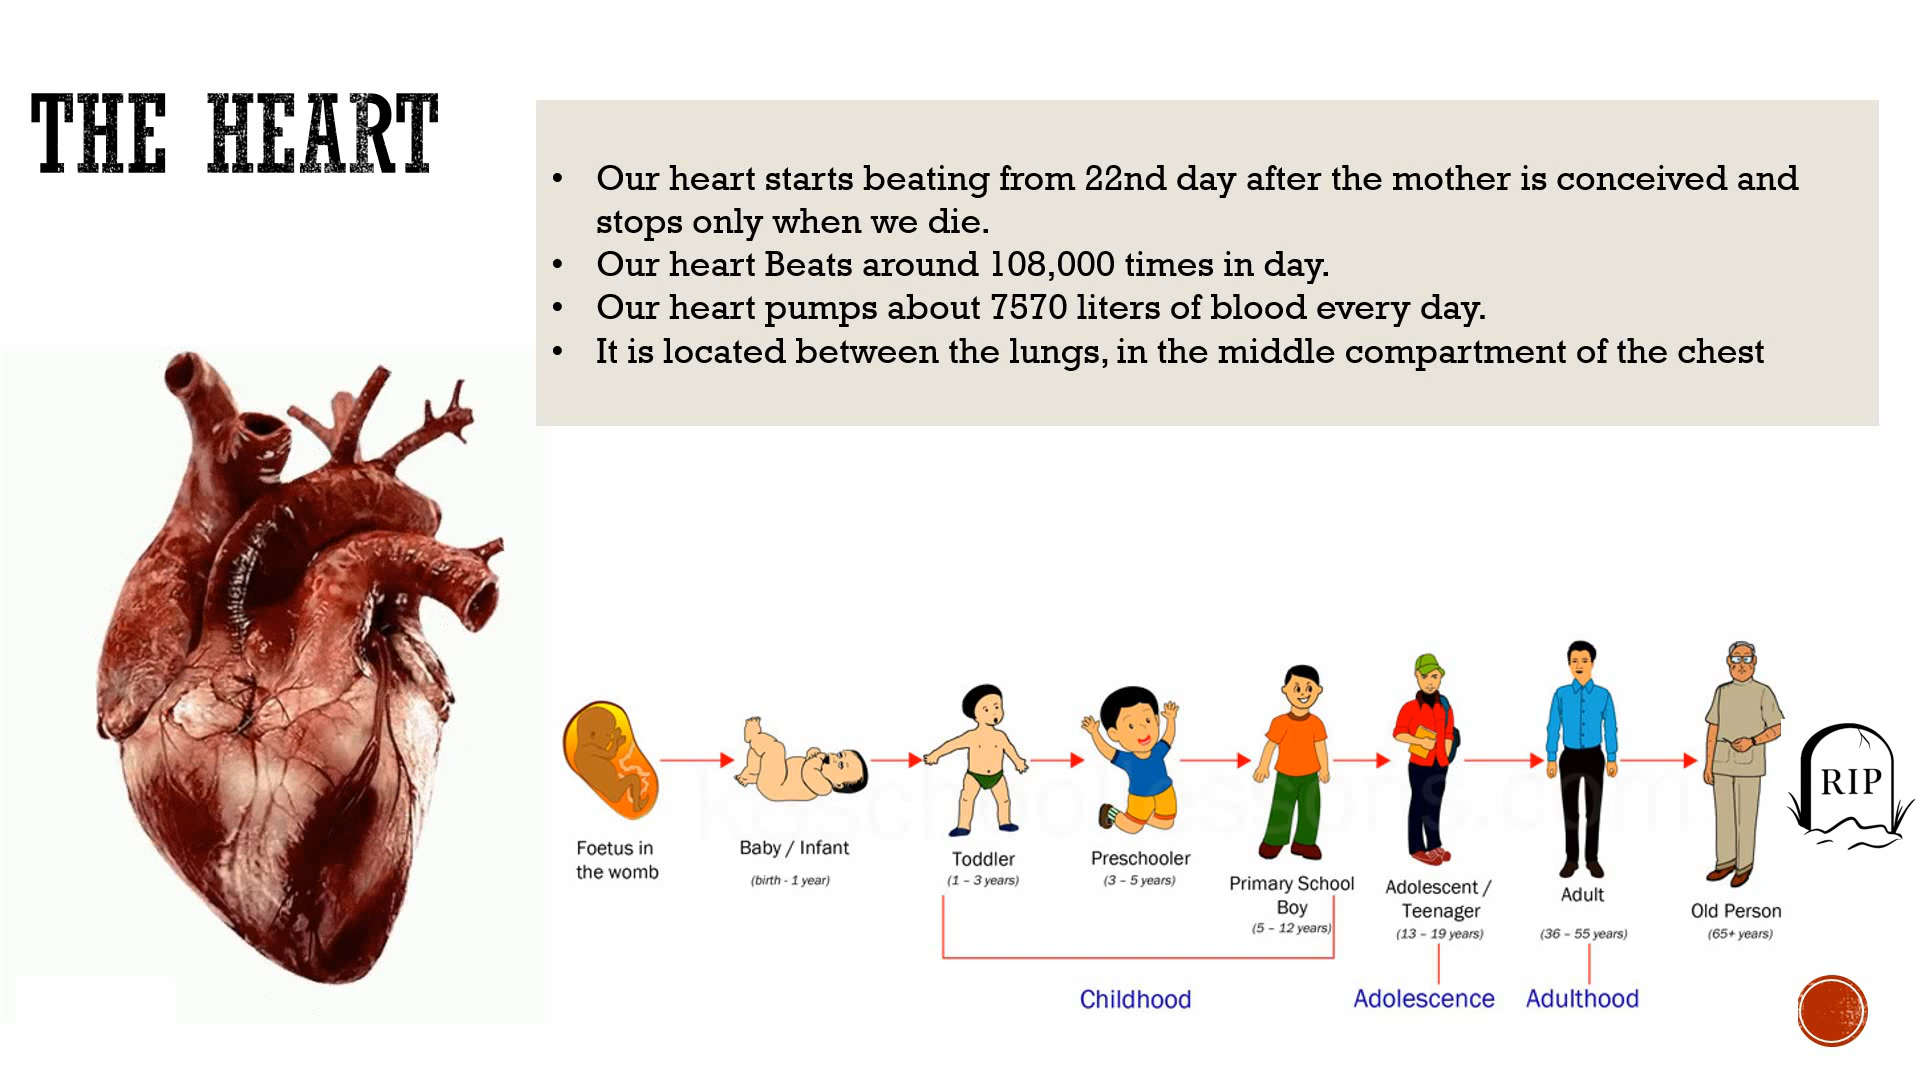 THE HEART
• Our heart starts beating from 22nd day after the mother is conceived and
stops only when we die.
• Our heart Beats around 108,000 times in day.
• Our heart pumps about 7570 liters of blood every day.
• It is located between the lungs, in the middle compartment of the chest
RIP
Foetus in
the womb
Baby / Infant
(birth - 1 year)
Toddler
(1 – 3 years)
Preschooler
(3 – 5 years)
Primary School
Boy
(5 – 12 years)
Adolescent /
Teenager
(13 – 19 years)
Adult
(36 – 55 years)
Old Person
(65+ years)
Childhood
Adolescence
Adulthood